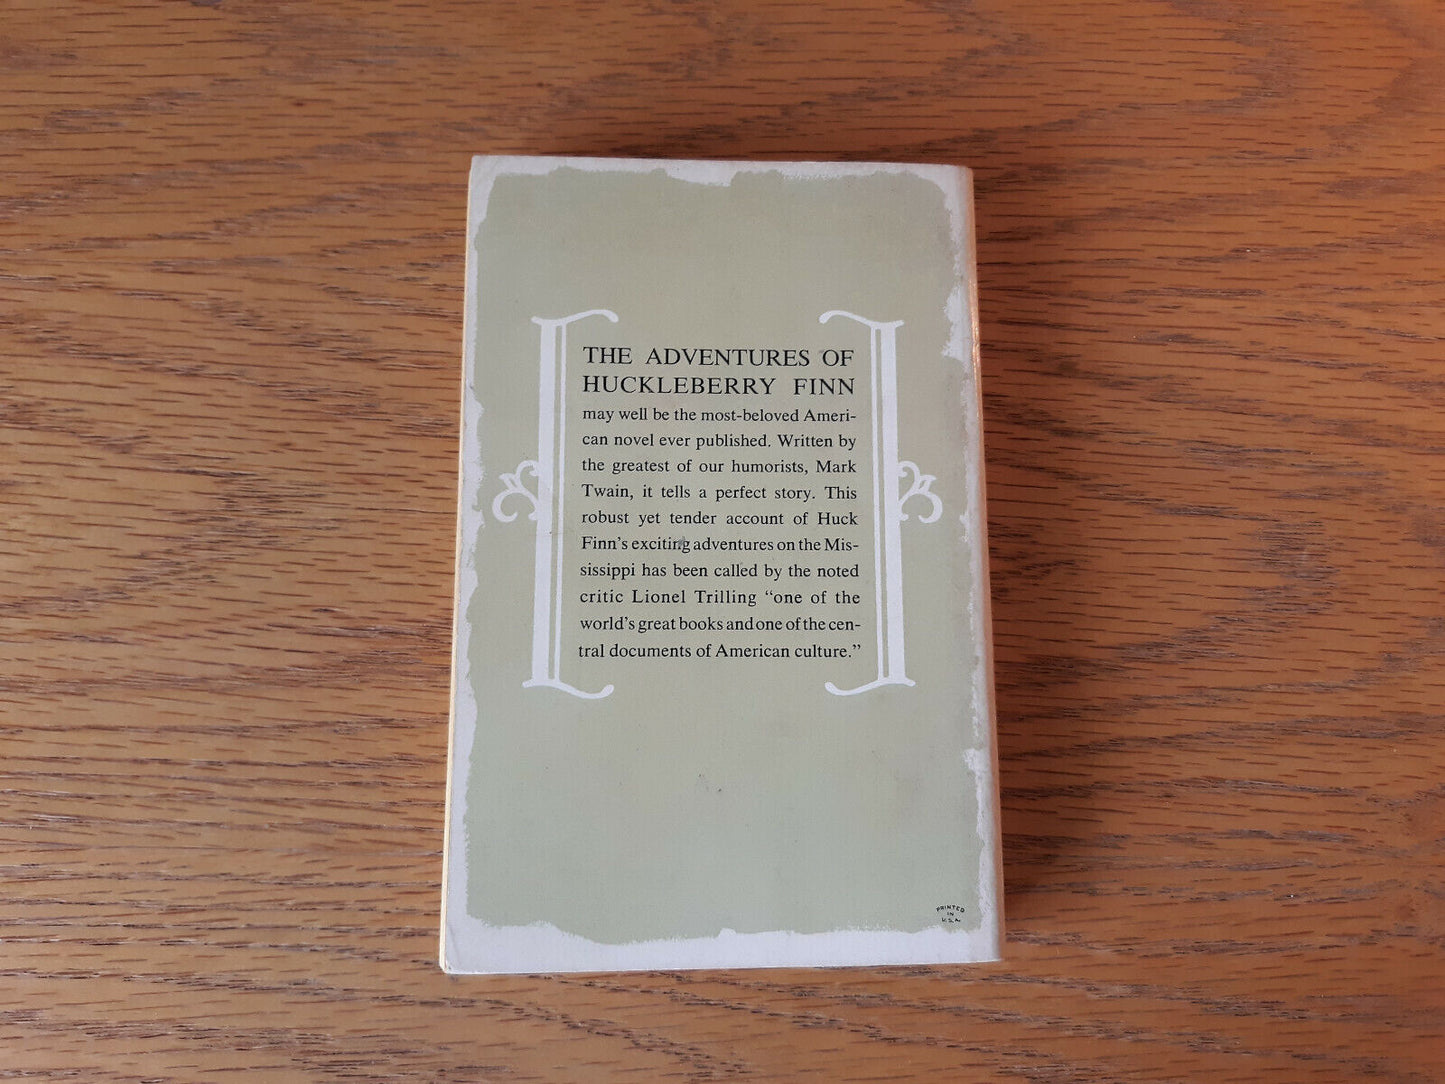 THE ADVENTURES OF
HUCKLEBERRY FINN
may well be the most-beloved Ameri-
can novel ever published. Written by
the greatest of our humorists, Mark
Twain, it tells a perfect story. This
robust yet tender account of Huck
Finn's exciting adventures on the Mis-
sissippi has been called by the noted
critic Lionel Trilling “one of the
world's great books and one of the cen-
tral documents of American culture.”
PRINTED
IN
U.S.A.